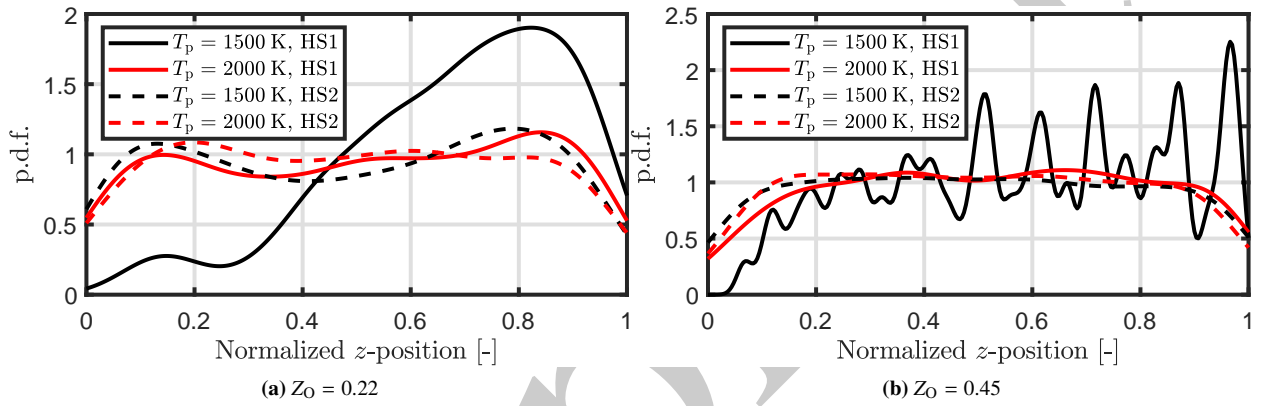 2
1.5
1
0.5
0
p.d.f.
T_p = 1500 K, HS1
T_p = 2000 K, HS1
T_p = 1500 K, HS2
T_p = 2000 K, HS2
0 0.2 0.4 0.6 0.8 1
Normalized z-position [-]
(a) Z_O = 0.22
2.5
2
1.5
1
0.5
0
p.d.f.
T_p = 1500 K, HS1
T_p = 2000 K, HS1
T_p = 1500 K, HS2
T_p = 2000 K, HS2
0 0.2 0.4 0.6 0.8 1
Normalized z-position [-]
(b) Z_O = 0.45